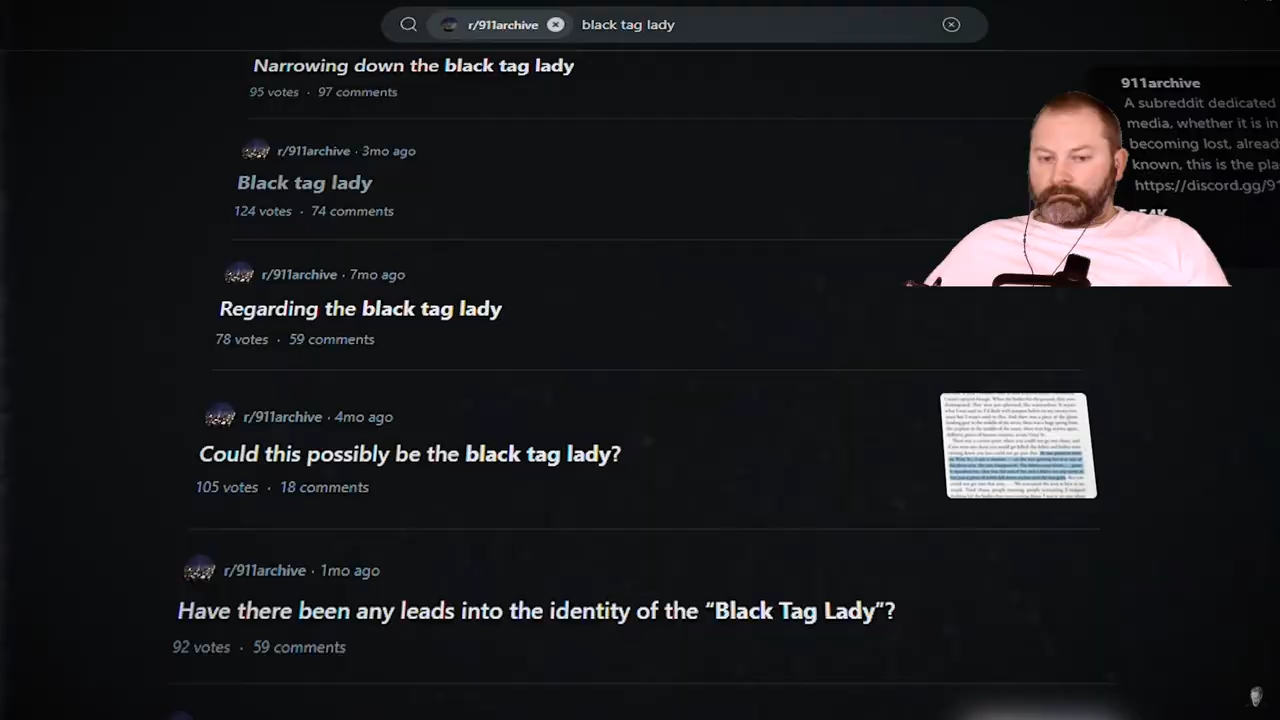 r/911archive black tag lady
Narrowing down the black tag lady
95 votes · 97 comments
r/911archive · 3mo ago
Black tag lady
124 votes · 74 comments
r/911archive · 7mo ago
Regarding the black tag lady
78 votes · 59 comments
r/911archive · 4mo ago
be the black tag lady?
105 votes · 18 comments
r/911archive · 1mo ago
Have there been any leads into the identity of the “Black Tag Lady”?
92 votes · 59 comments
911archive
A subreddit dedicated
media, whether it is in
becoming lost, alread
known, this is the pla
https://discord.gg/9